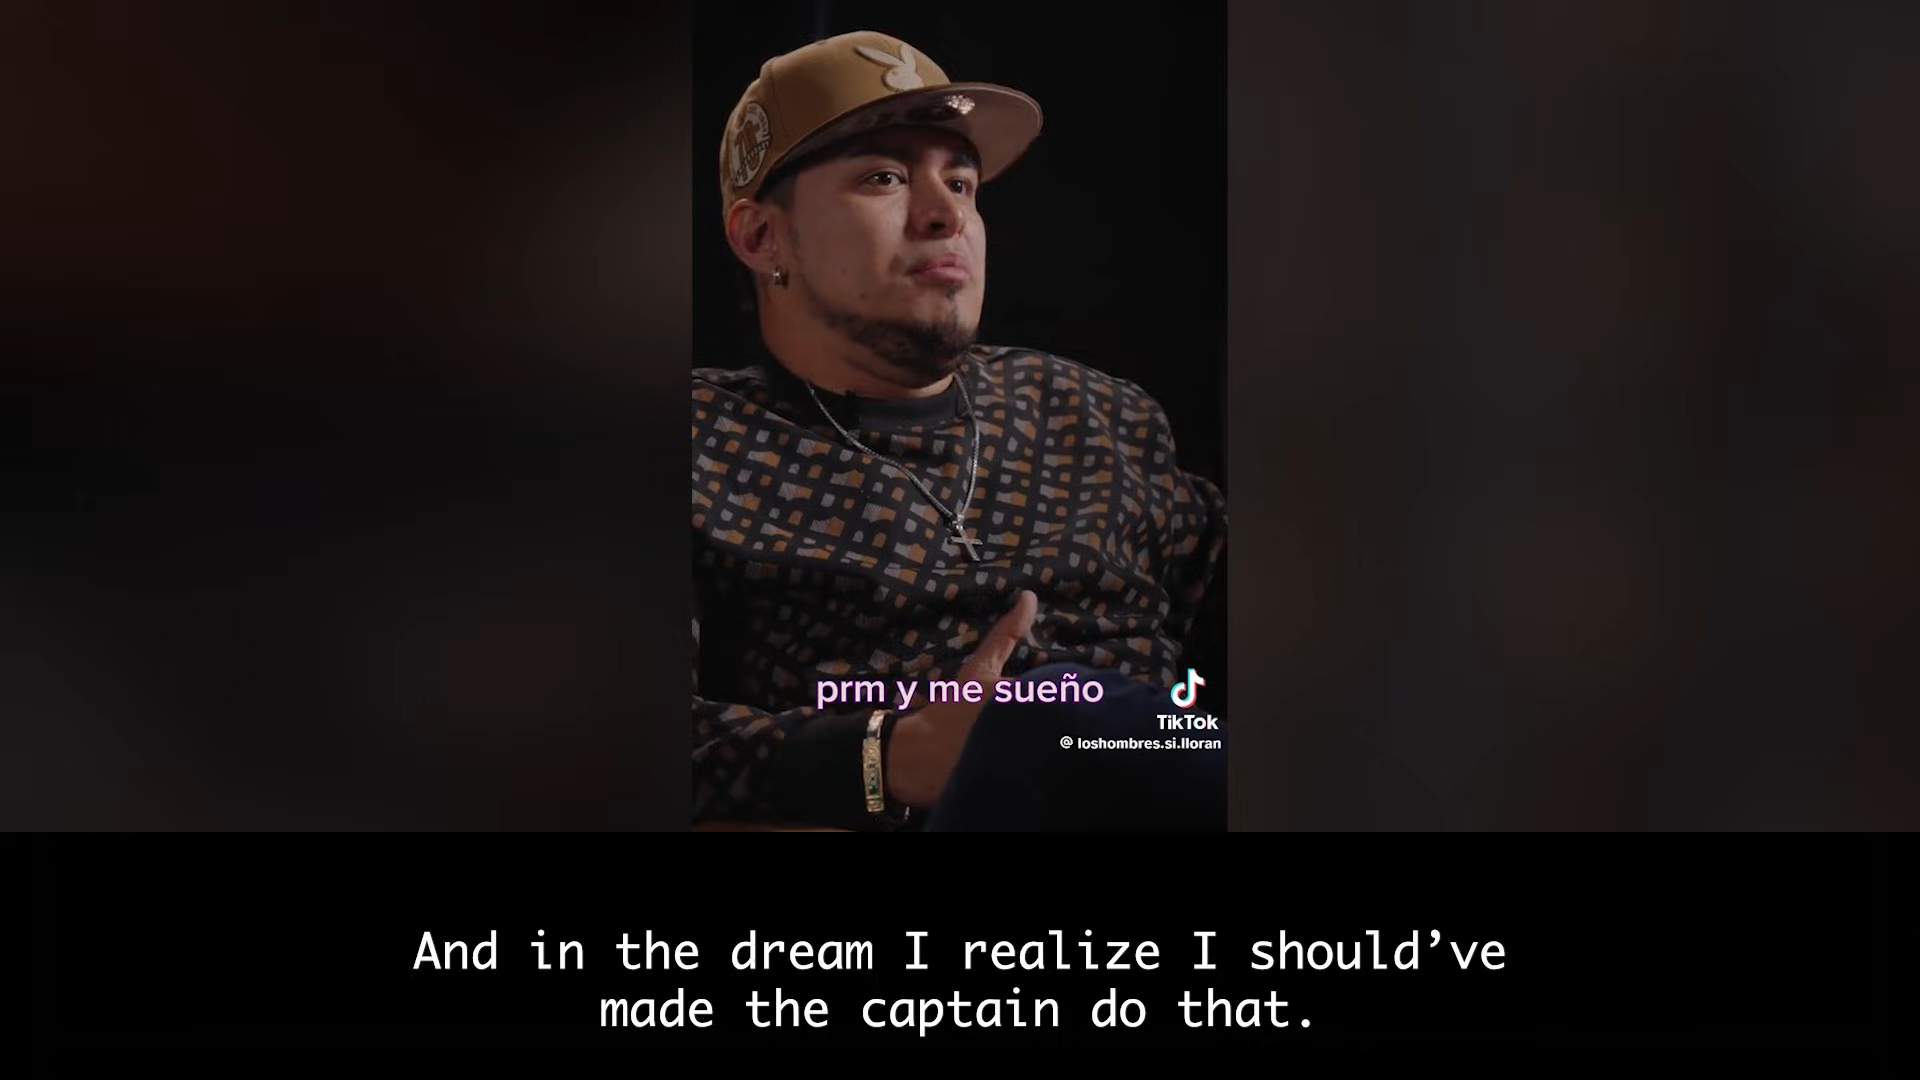 prm y me sueño
TikTok
@ loshombres.si.lloran
And in the dream I realize I should’ve
made the captain do that.